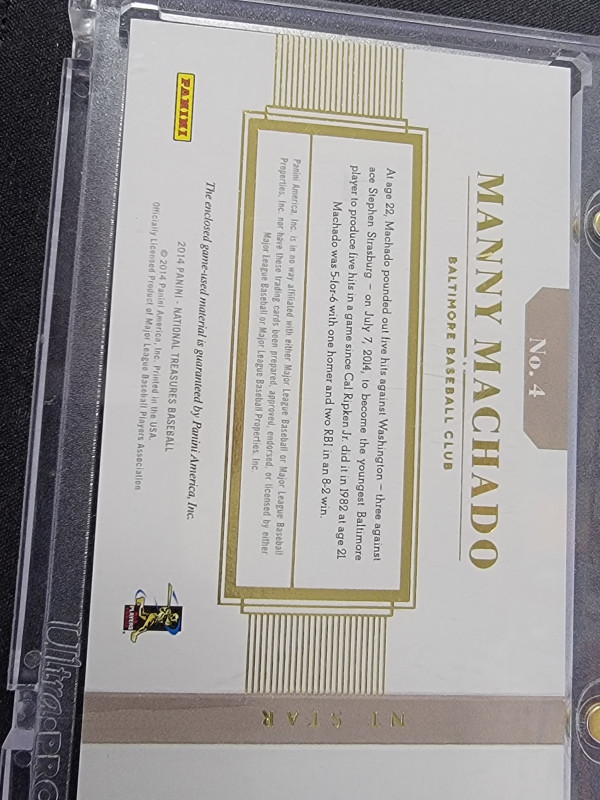 No. 4
MANNY MACHADO
BALTIMORE BASEBALL CLUB
At age 22, Machado pounded out five hits against Washington – three against
ace Stephen Strasburg – on July 7, 2014, to become the youngest Baltimore
player to produce five hits in a game since Cal Ripken Jr. did it in 1982 at age 21.
Machado was 5-for-6 with one homer and two RBI in an 8-2 win.
Panini America, Inc. is in no way affiliated with either Major League Baseball or Major League Baseball
Properties, Inc. nor have these trading cards been prepared, approved, endorsed, or licensed by either
Major League Baseball or Major League Baseball Properties, Inc.
The enclosed game-used material is guaranteed by Panini America, Inc.
2014 PANINI - NATIONAL TREASURES BASEBALL
© 2014 Panini America, Inc. Printed in the USA.
Officially Licensed Product of Major League Baseball Players Association
PANINI
PLAYERS
NT STAR
Ultra·PRO